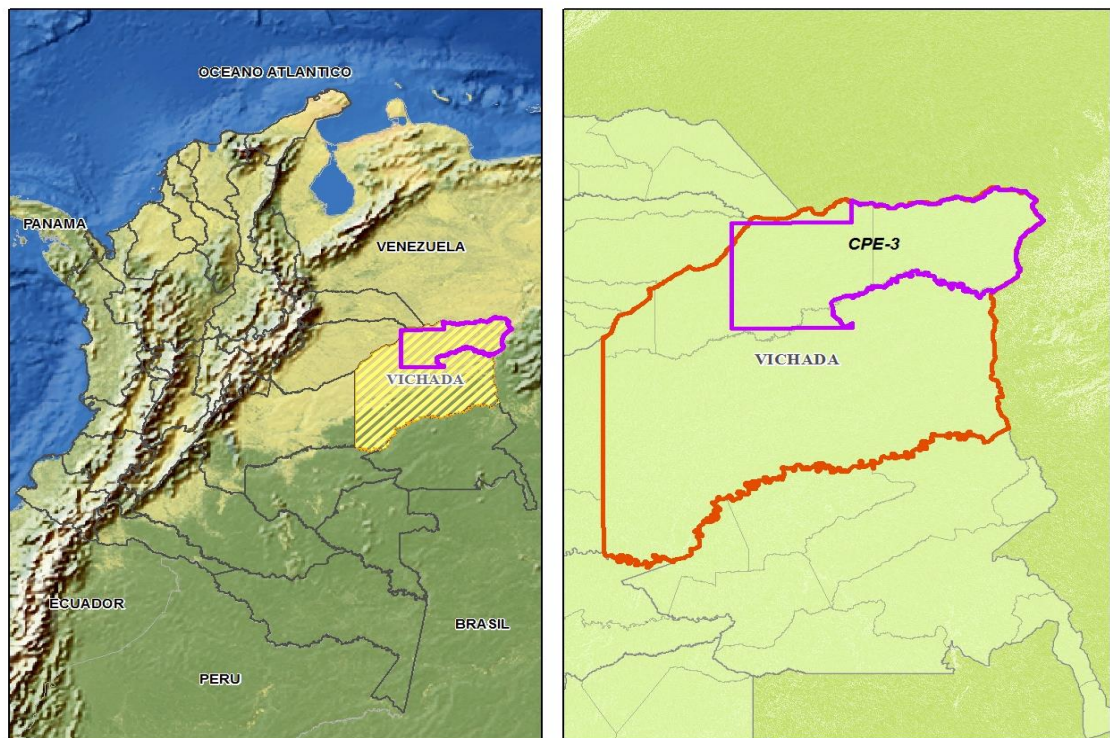 OCEANO ATLANTICO
PANAMA
VENEZUELA
VICHADA
ECUADOR
BRASIL
PERU
CPE-3
VICHADA